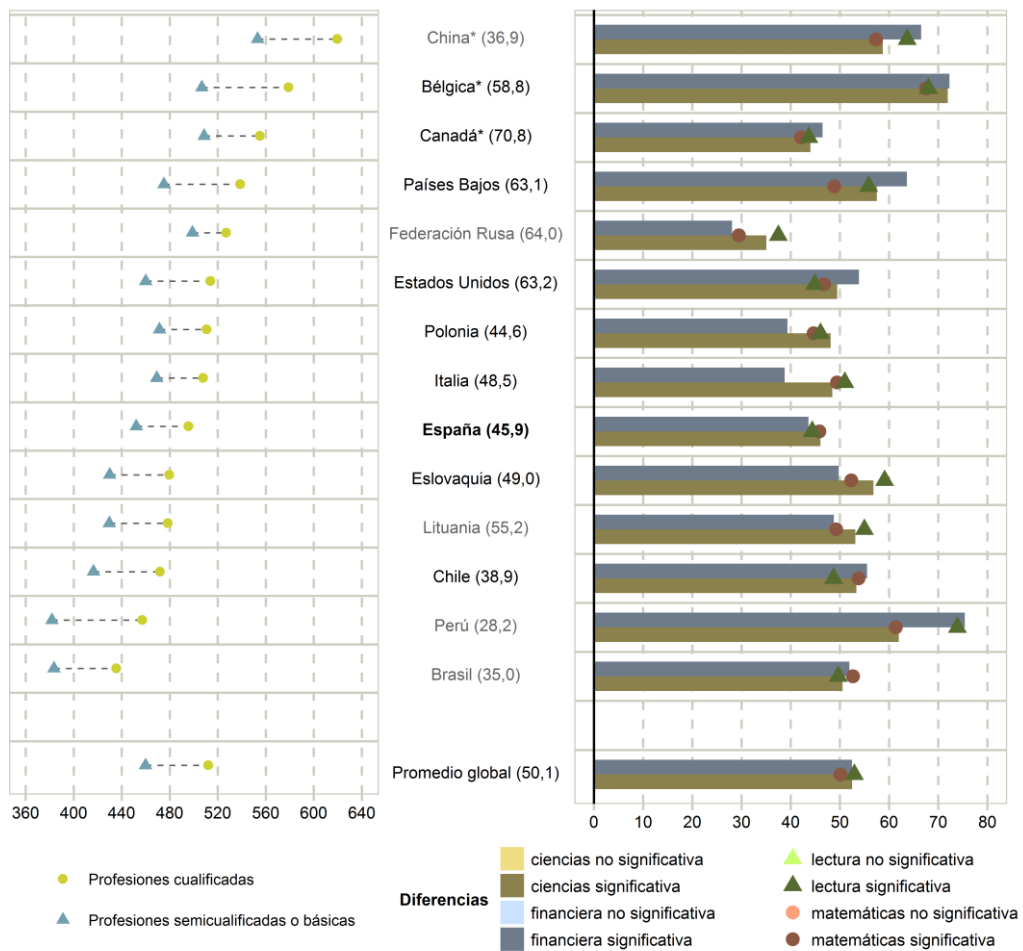 China* (36,9)
Bélgica* (58,8)
Canadá* (70,8)
Países Bajos (63,1)
Federación Rusa (64,0)
Estados Unidos (63,2)
Polonia (44,6)
Italia (48,5)
España (45,9)
Eslovaquia (49,0)
Lituania (55,2)
Chile (38,9)
Perú (28,2)
Brasil (35,0)
Promedio global (50,1)
360 400 440 480 520 560 600 640
0 10 20 30 40 50 60 70 80
Profesiones cualificadas
Profesiones semicualificadas o básicas
Diferencias
ciencias no significativa
ciencias significativa
financiera no significativa
financiera significativa
lectura no significativa
lectura significativa
matemáticas no significativa
matemáticas significativa